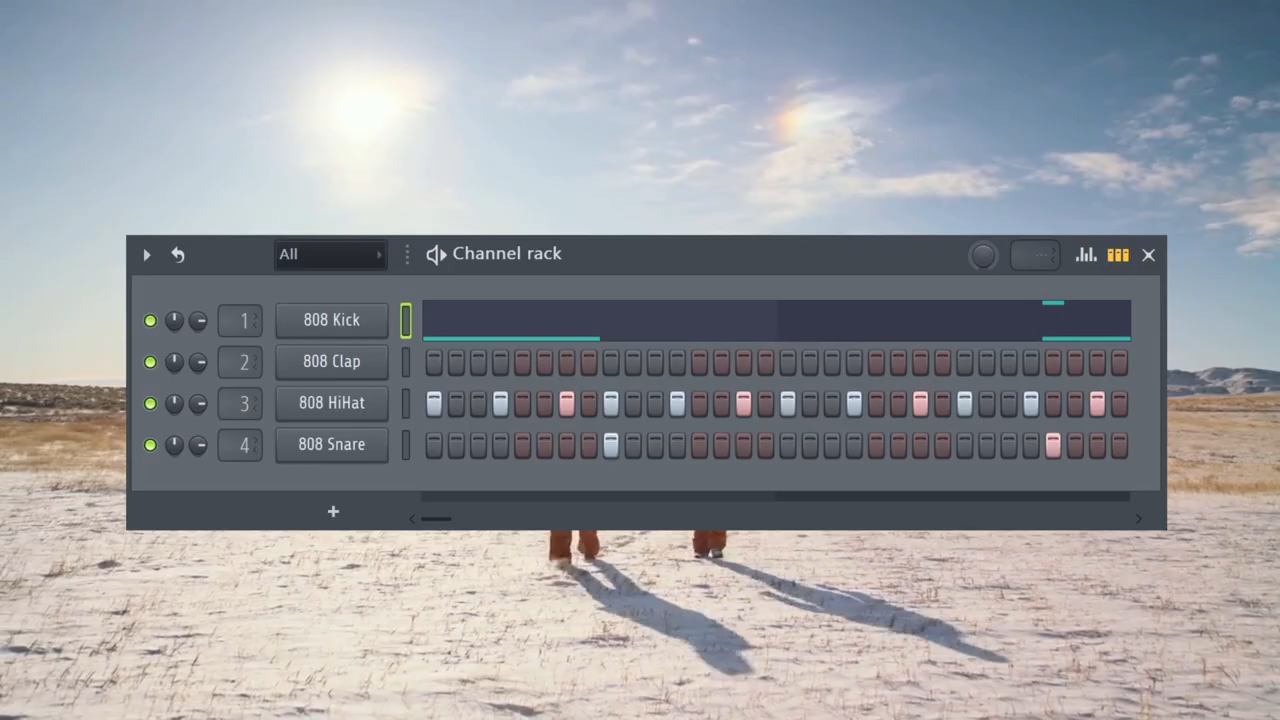 All
Channel rack
1
808 Kick
2
808 Clap
3
808 HiHat
4
808 Snare
+